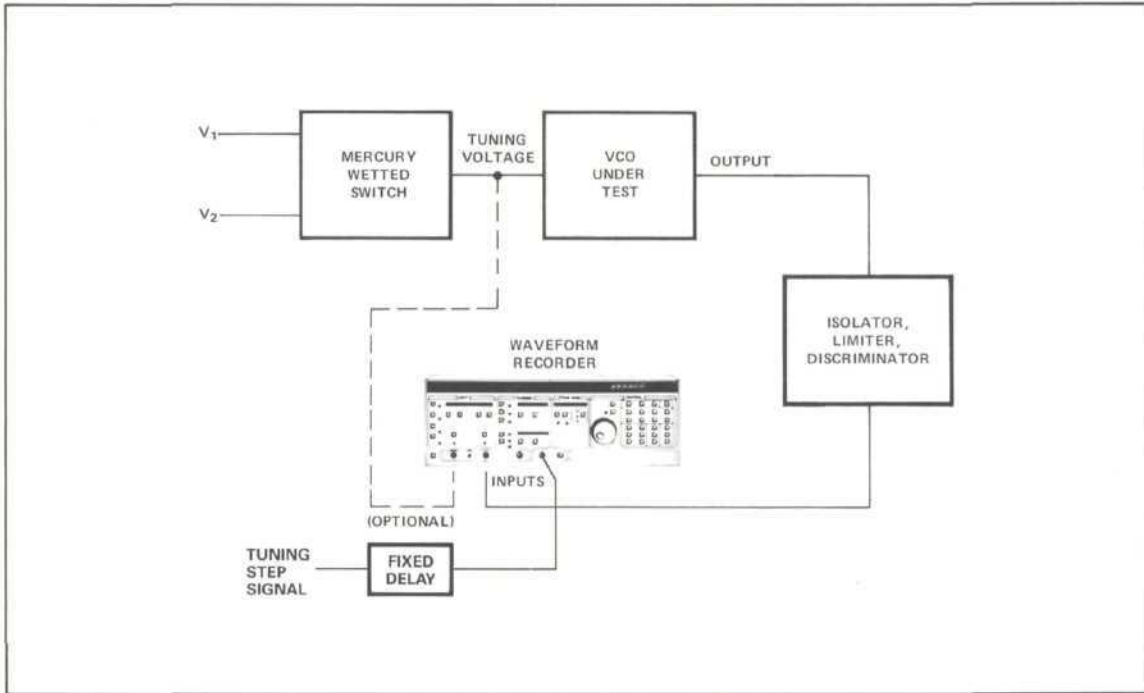 V1
V2
MERCURY
WETTED
SWITCH
TUNING
VOLTAGE
VCO
UNDER
TEST
OUTPUT
ISOLATOR,
LIMITER,
DISCRIMINATOR
WAVEFORM
RECORDER
INPUTS
(OPTIONAL)
TUNING
STEP
SIGNAL
FIXED
DELAY